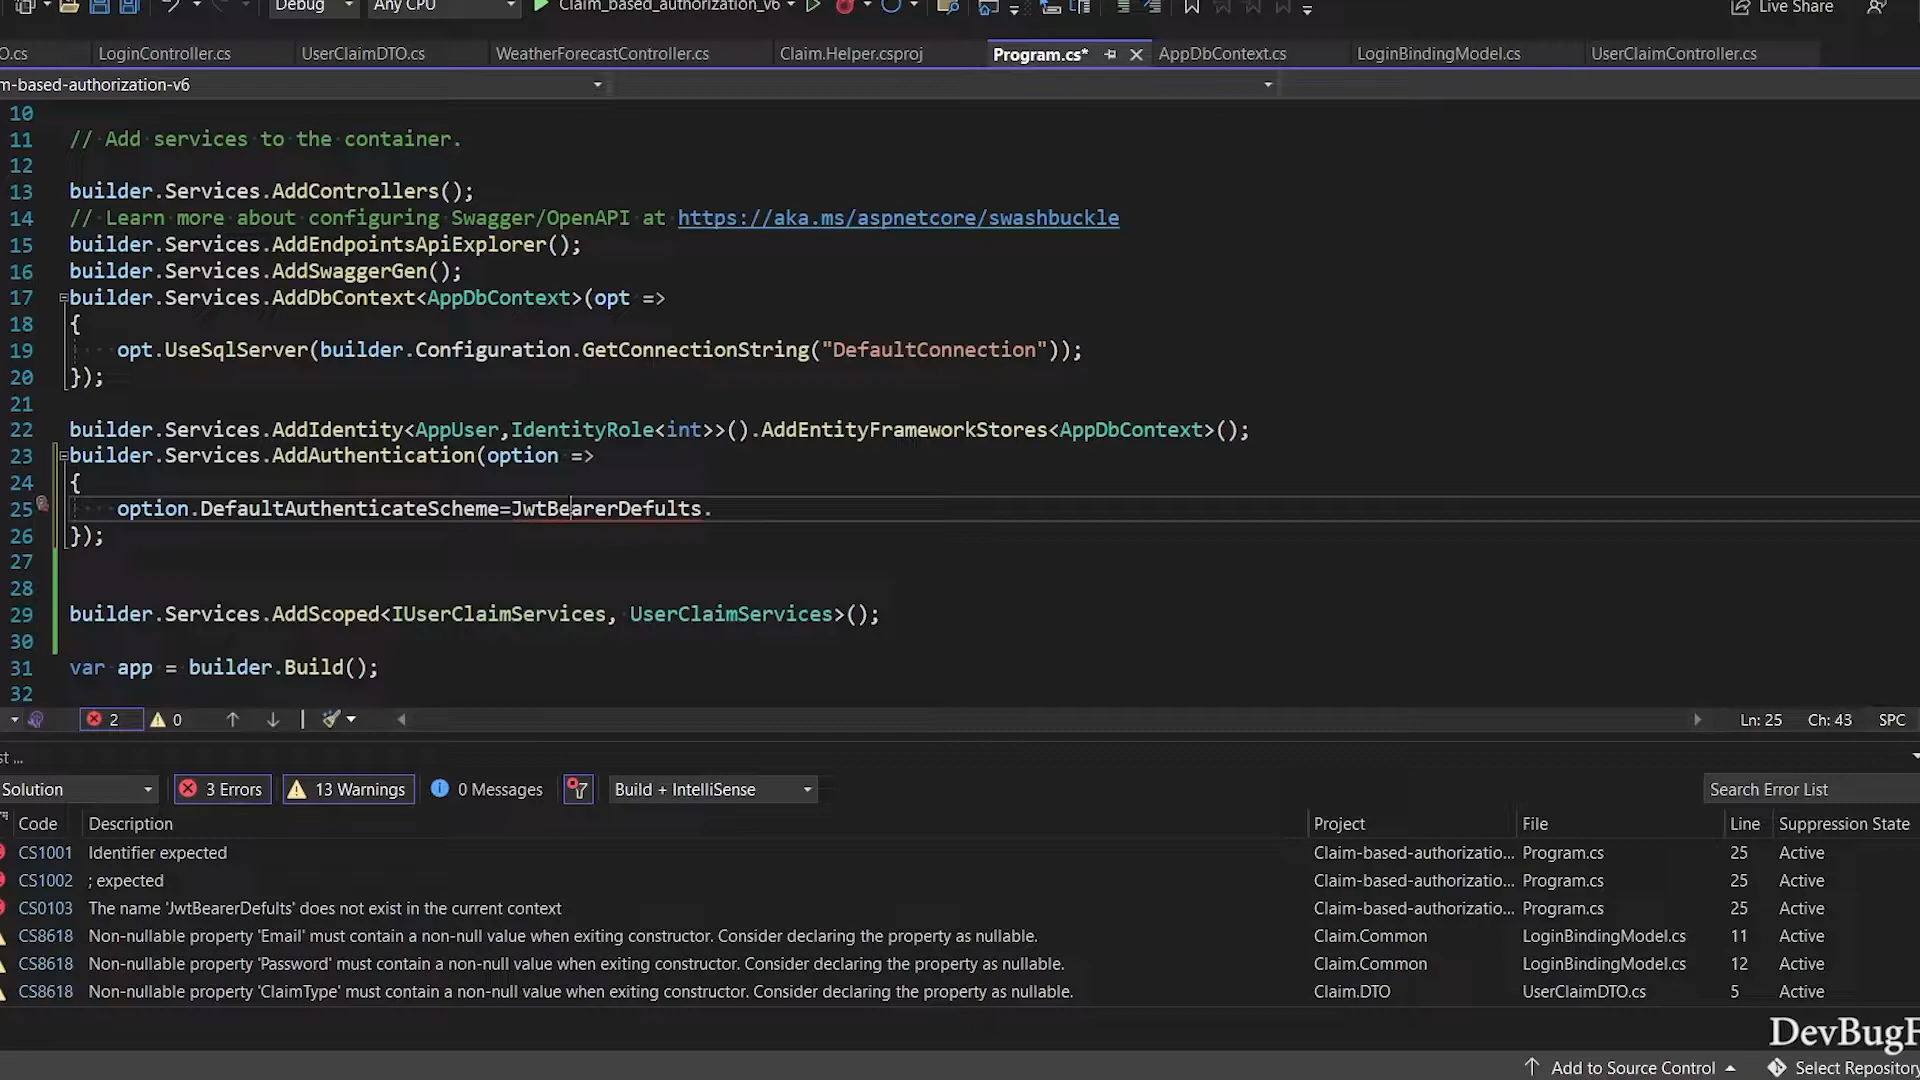 Debug
Any CPU
Claim_based_authorization_v6
Live Share
O.cs
LoginController.cs
UserClaimDTO.cs
WeatherForecastController.cs
Claim.Helper.csproj
Program.cs*
AppDbContext.cs
LoginBindingModel.cs
UserClaimController.cs
m-based-authorization-v6
10
11 // Add services to the container.
12
13 builder.Services.AddControllers();
14 // Learn more about configuring Swagger/OpenAPI at https://aka.ms/aspnetcore/swashbuckle
15 builder.Services.AddEndpointsApiExplorer();
16 builder.Services.AddSwaggerGen();
17 builder.Services.AddDbContext<AppDbContext>(opt =>
18 {
19 opt.UseSqlServer(builder.Configuration.GetConnectionString("DefaultConnection"));
20 });
21
22 builder.Services.AddIdentity<AppUser,IdentityRole<int>>().AddEntityFrameworkStores<AppDbContext>();
23 builder.Services.AddAuthentication(option =>
24 {
25 option.DefaultAuthenticateScheme=JwtBearerDefults.
26 });
27
28
29 builder.Services.AddScoped<IUserClaimServices, UserClaimServices>();
30
31 var app = builder.Build();
32
2 0 Ln: 25 Ch: 43 SPC
st ...
Solution 3 Errors 13 Warnings 0 Messages Build + IntelliSense Search Error List
Code Description Project File Line Suppression State
CS1001 Identifier expected Claim-based-authorizatio... Program.cs 25 Active
CS1002 ; expected Claim-based-authorizatio... Program.cs 25 Active
CS0103 The name 'JwtBearerDefults' does not exist in the current context Claim-based-authorizatio... Program.cs 25 Active
CS8618 Non-nullable property 'Email' must contain a non-null value when exiting constructor. Consider declaring the property as nullable. Claim.Common LoginBindingModel.cs 11 Active
CS8618 Non-nullable property 'Password' must contain a non-null value when exiting constructor. Consider declaring the property as nullable. Claim.Common LoginBindingModel.cs 12 Active
CS8618 Non-nullable property 'ClaimType' must contain a non-null value when exiting constructor. Consider declaring the property as nullable. Claim.DTO UserClaimDTO.cs 5 Active
DevBugF
Add to Source Control Select Repository